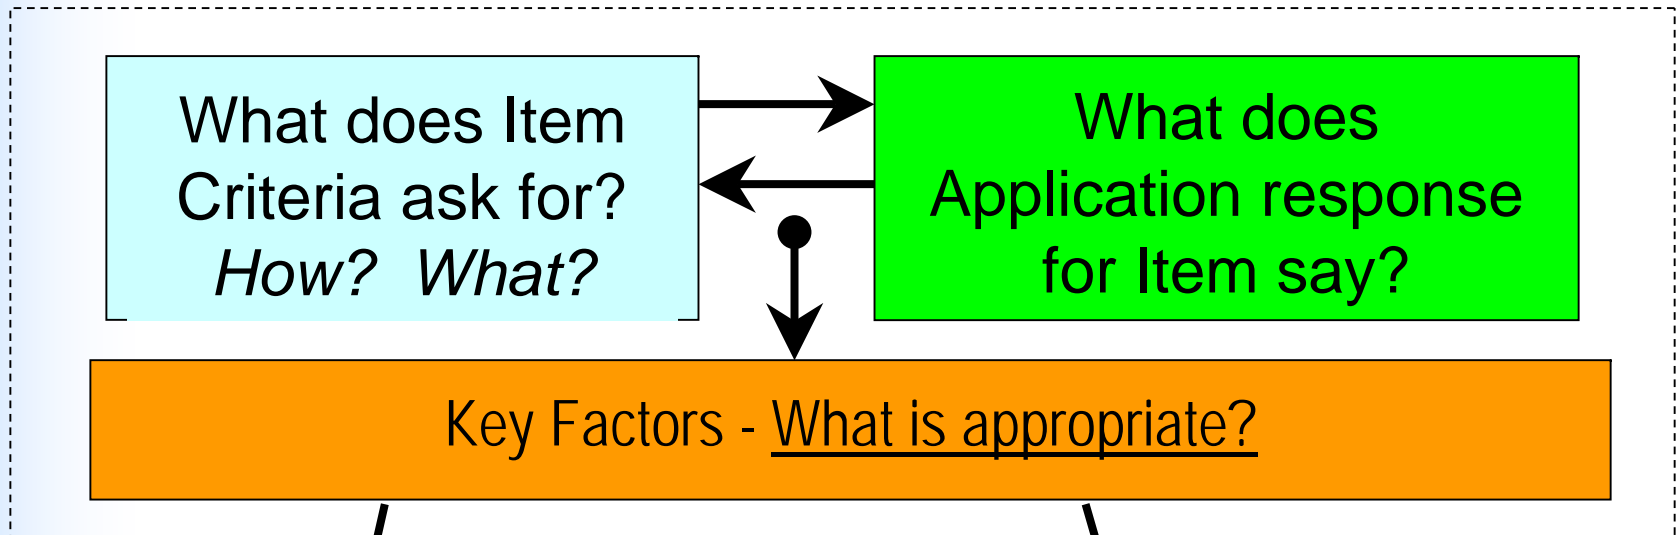 What does Item
Criteria ask for?
How? What?
What does
Application response
for Item say?
Key Factors - What is appropriate?